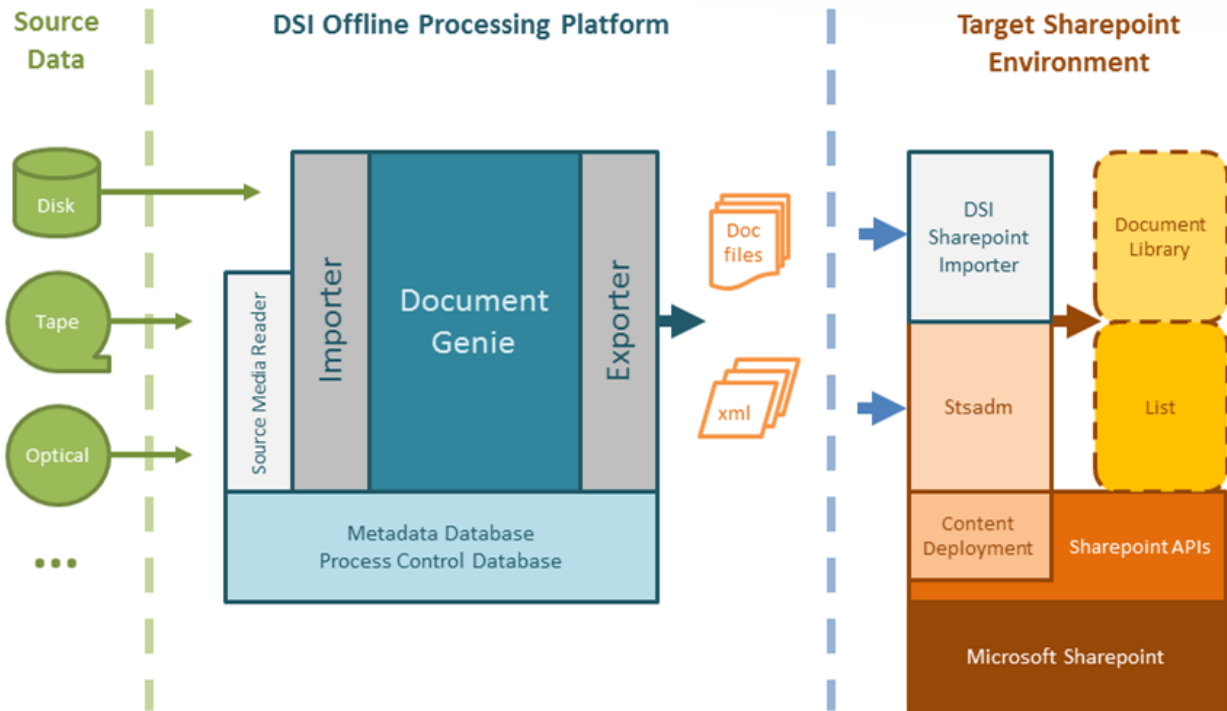 Source
Data
DSI Offline Processing Platform
Target Sharepoint
Environment
Disk
Tape
Optical
...
Source Media Reader
Importer
Document
Genie
Exporter
Metadada Database
Process Control Database
Doc
files
xml
DSI
Sharepoint
Importer
Stsadm
Content
Deployment
Document
Library
List
Sharepoint APIs
Microsoft Sharepoint